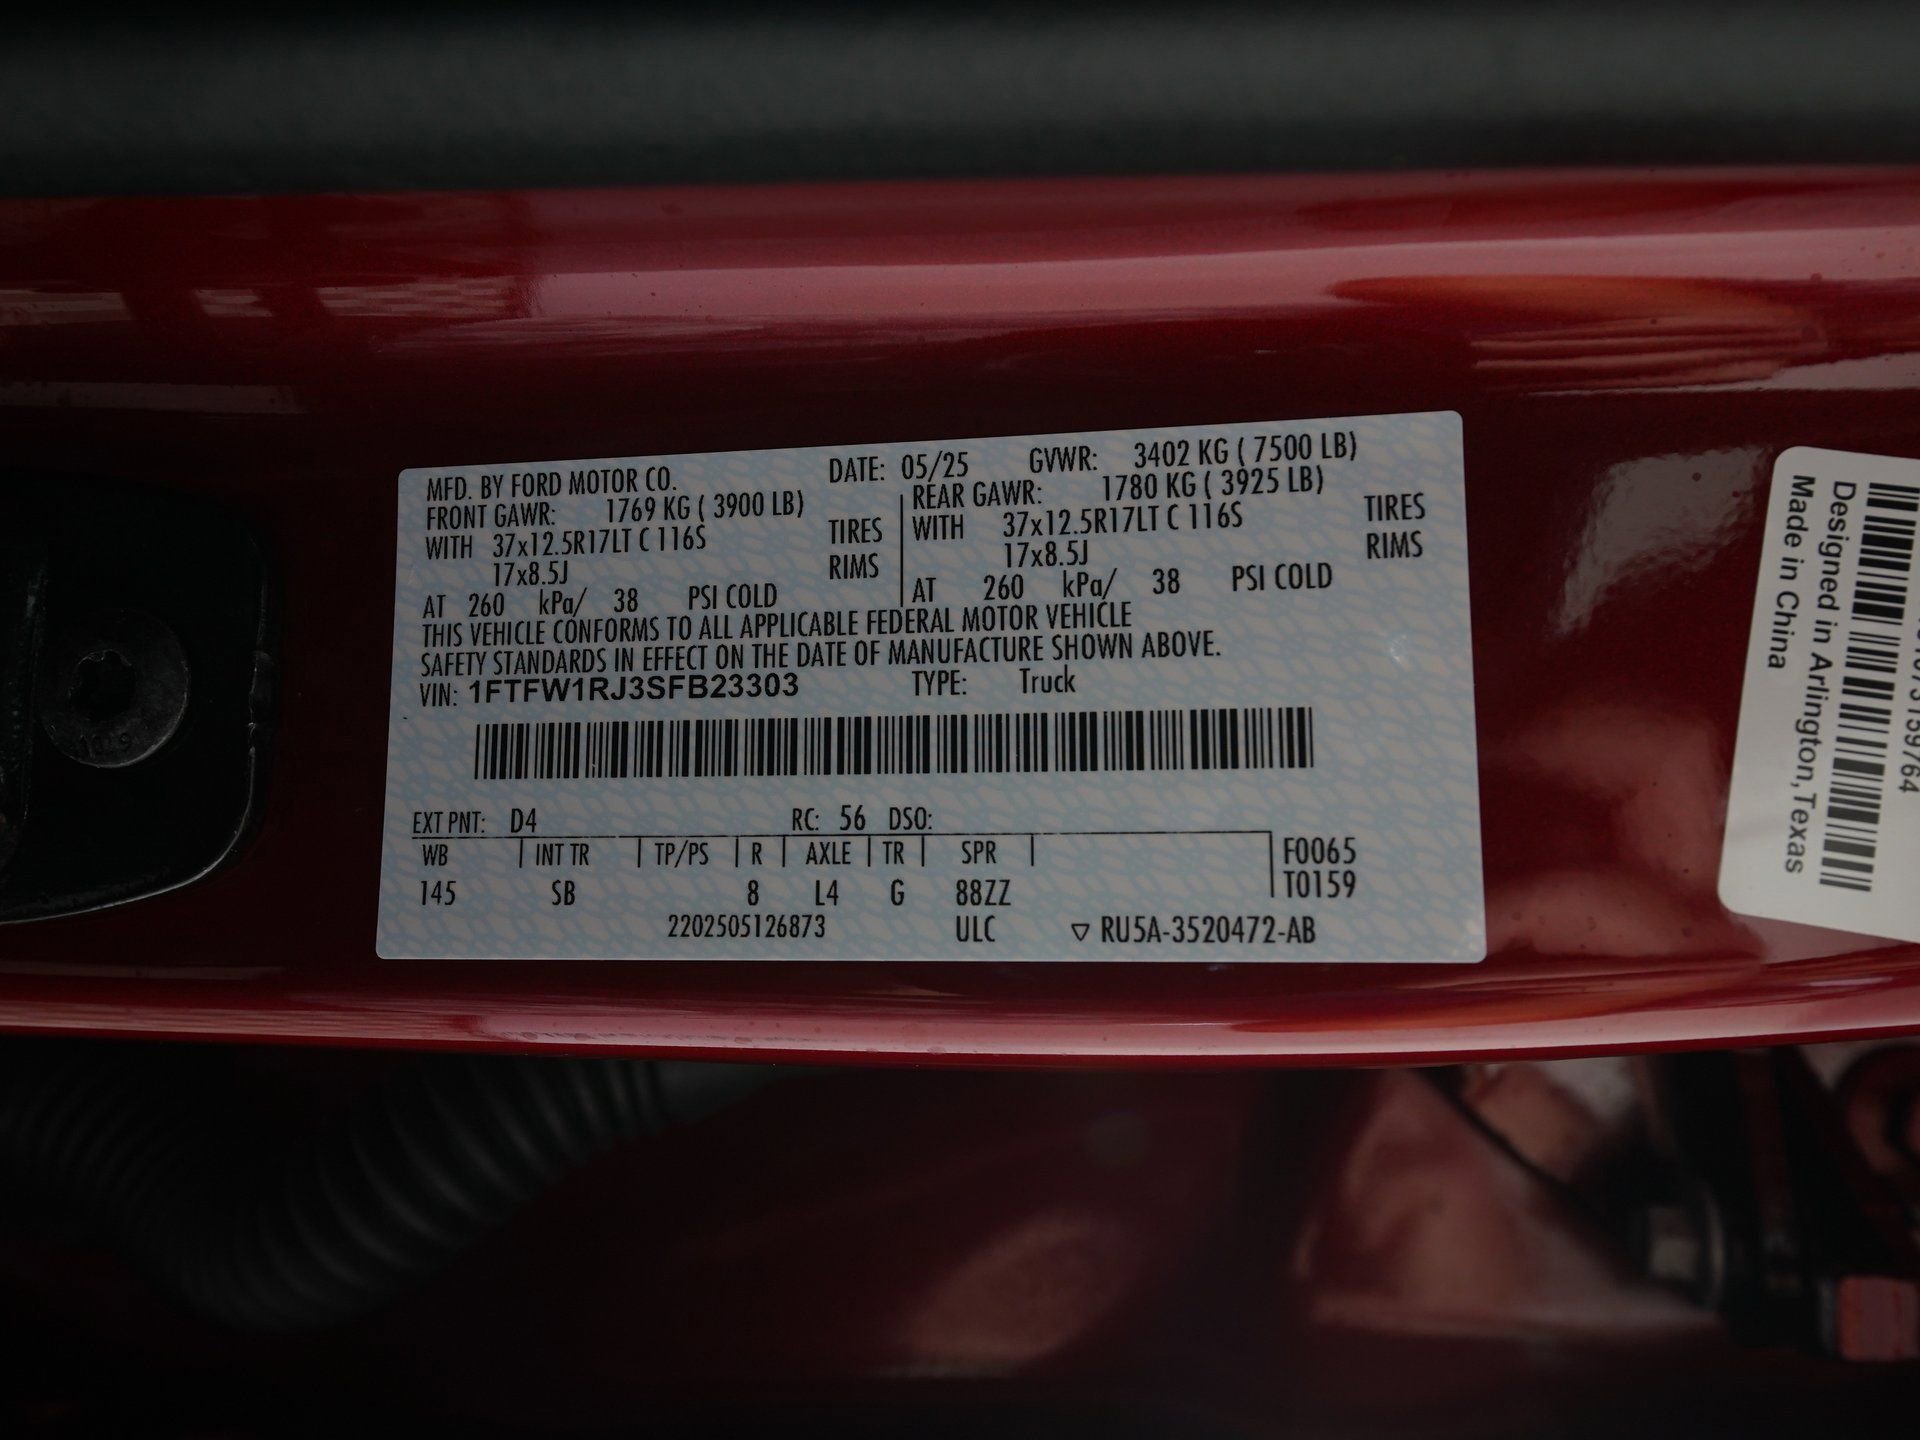 MFD. BY FORD MOTOR CO. DATE: 05/25 GVWR: 3402 KG ( 7500 LB)
FRONT GAWR: 1769 KG ( 3900 LB)
WITH 37x12.5R17LT C 116S TIRES
17x8.5J RIMS
AT 260 kPa/ 38 PSI COLD
REAR GAWR: 1780 KG ( 3925 LB)
WITH 37x12.5R17LT C 116S TIRES
17x8.5J RIMS
AT 260 kPa/ 38 PSI COLD
THIS VEHICLE CONFORMS TO ALL APPLICABLE FEDERAL MOTOR VEHICLE
SAFETY STANDARDS IN EFFECT ON THE DATE OF MANUFACTURE SHOWN ABOVE.
VIN: 1FTFW1RJ3SFB23303 TYPE: Truck
EXT PNT: D4 RC: 56 DSO:
WB INT TR TP/PS R AXLE TR SPR F0065
145 SB 8 L4 G 88ZZ T0159
2202505126873 ULC ▽ RU5A-3520472-AB
Designed in Arlington, Texas
Made in China